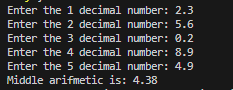 Enter the 1 decimal number: 2.3
Enter the 2 decimal number: 5.6
Enter the 3 decimal number: 0.2
Enter the 4 decimal number: 8.9
Enter the 5 decimal number: 4.9
Middle arifmetic is: 4.38